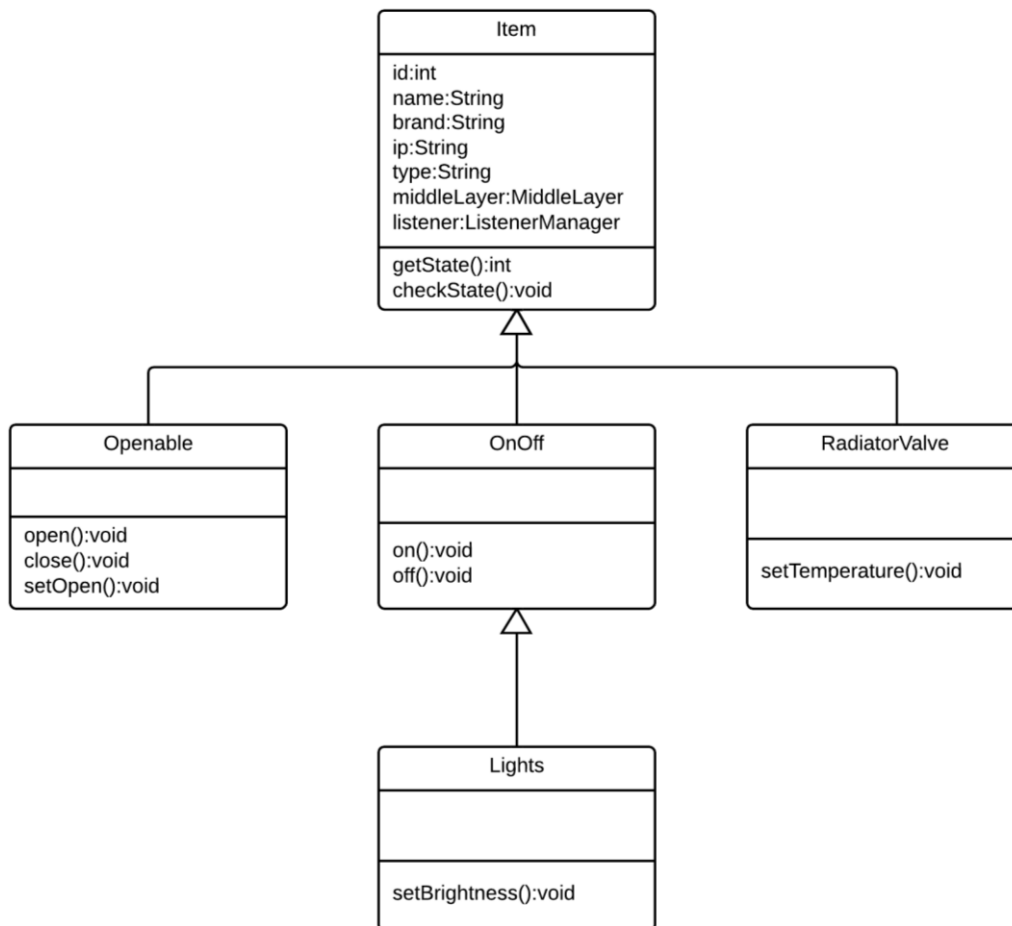 Item
id:int
name:String
brand:String
ip:String
type:String
middleLayer:MiddleLayer
listener:ListenerManager
getState():int
checkState():void
Openable
open():void
close():void
setOpen():void
OnOff
on():void
off():void
RadiatorValve
setTemperature():void
Lights
setBrightness():void